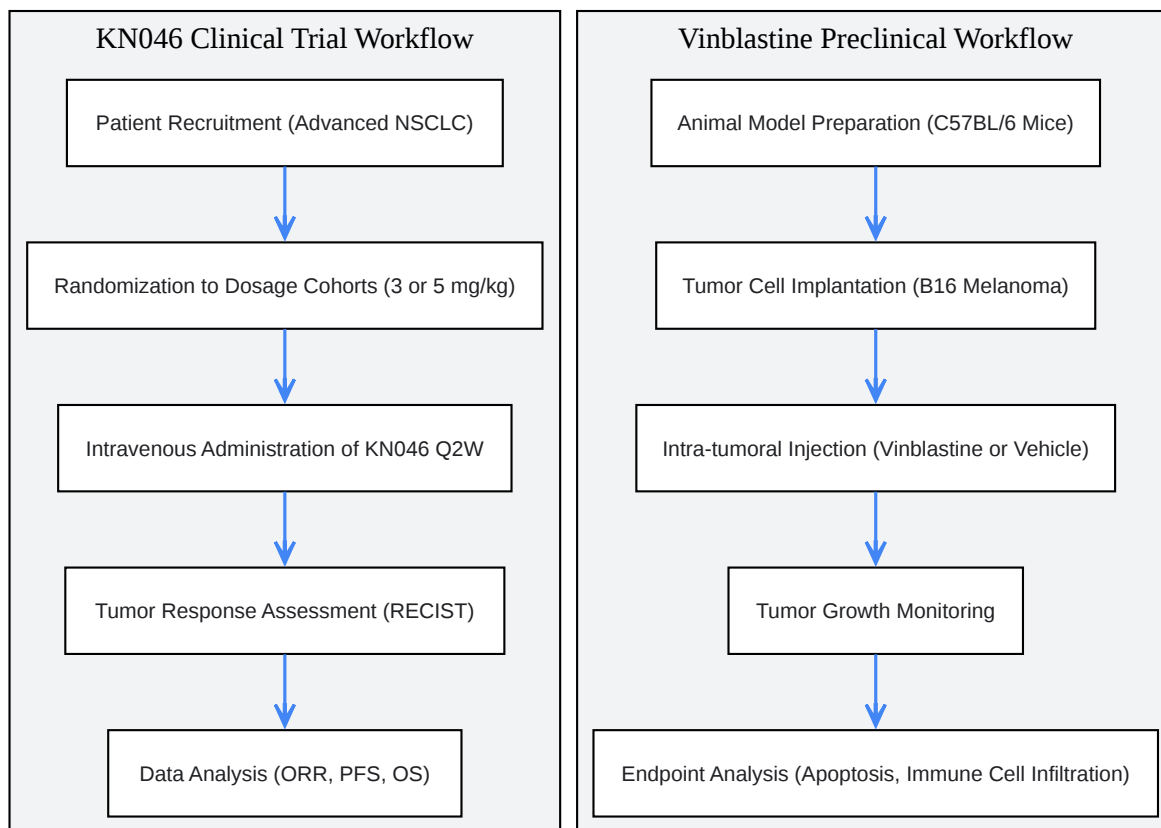 KN046 Clinical Trial Workflow
Patient Recruitment (Advanced NSCLC)
Randomization to Dosage Cohorts (3 or 5 mg/kg)
Intravenous Administration of KN046 Q2W
Tumor Response Assessment (RECIST)
Data Analysis (ORR, PFS, OS)
Vinblastine Preclinical Workflow
Animal Model Preparation (C57BL/6 Mice)
Tumor Cell Implantation (B16 Melanoma)
Intra-tumoral Injection (Vinblastine or Vehicle)
Tumor Growth Monitoring
Endpoint Analysis (Apoptosis, Immune Cell Infiltration)